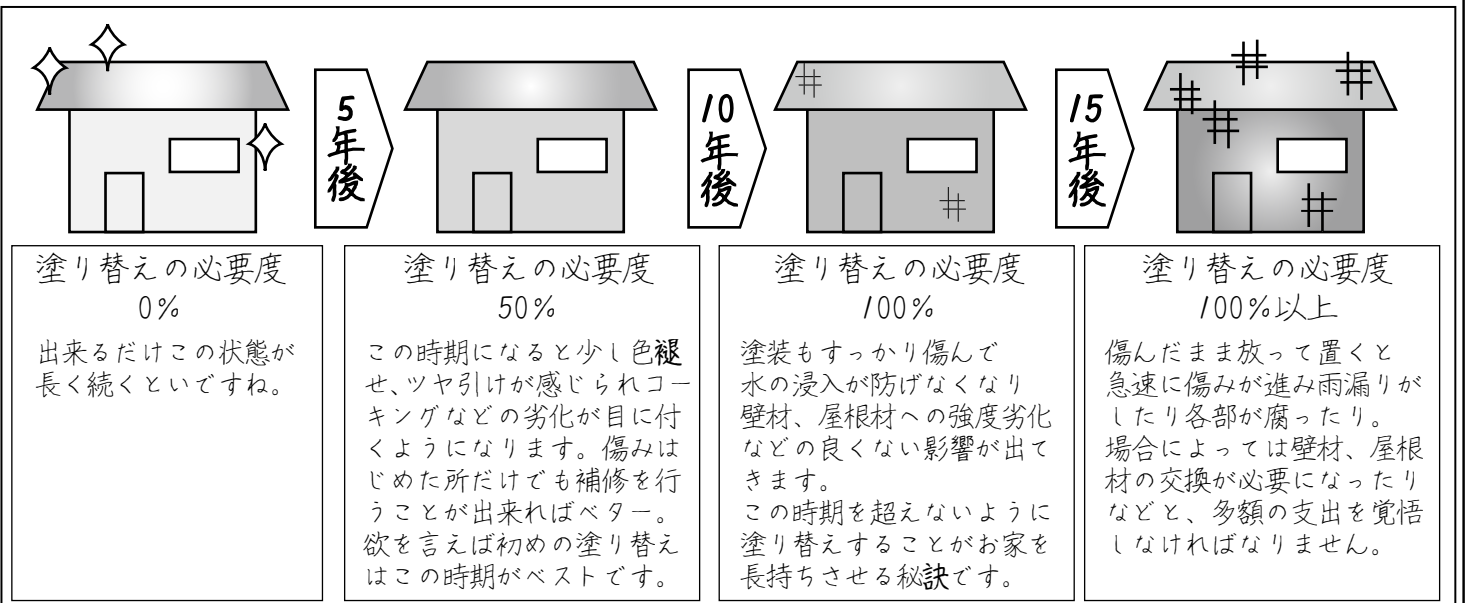 5年後
10年後
15年後
塗り替えの必要度
0%
出来るだけこの状態が
長く続くといですね。
塗り替えの必要度
50%
この時期になると少し色褪
せ、ツヤ引けが感じられコー
キングなどの劣化が目に付
くようになります。傷みは
じめた所だけでも補修を行
うことが出来ればベター。
欲を言えば初めの塗り替え
はこの時期がベストです。
塗り替えの必要度
100%
塗装もすっかり傷んで
水の浸入が防げなくなり
壁材、屋根材への強度劣化
などの良くない影響が出て
きます。
この時期を超えないように
塗り替えすることがお家を
長持ちさせる秘訣です。
塗り替えの必要度
100%以上
傷んだまま放って置くと
急速に傷みが進み雨漏りが
したり各部が腐ったり。
場合によっては壁材、屋根
材の交換が必要になったり
などと、多額の支出を覚悟
しなければなりません。